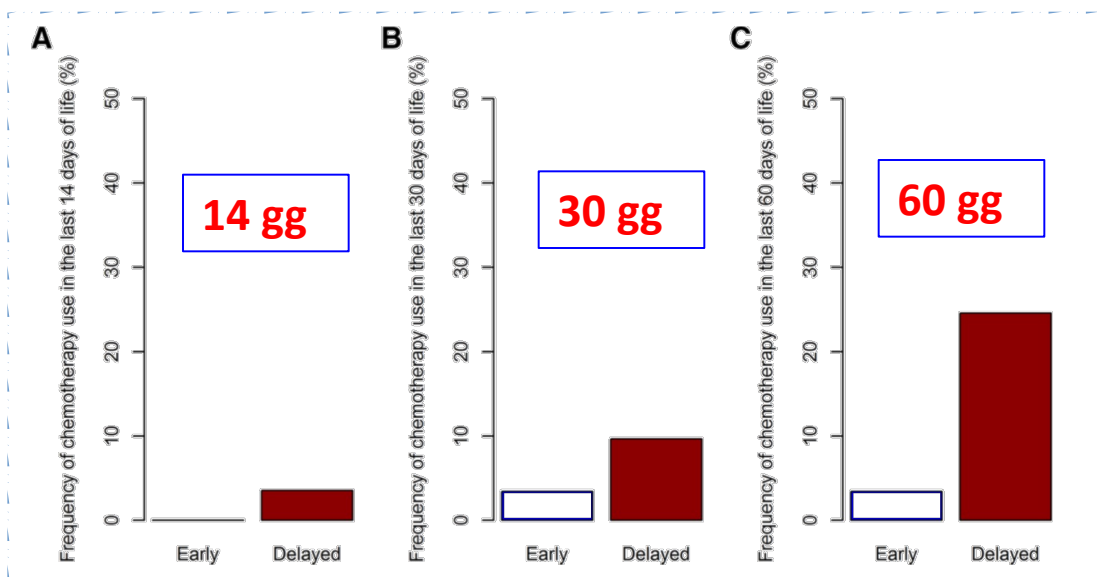 A
Frequency of chemotherapy use in the last 14 days of life (%)
50
40
30
20
10
0
14 gg
Early Delayed
B
Frequency of chemotherapy use in the last 30 days of life (%)
50
40
30
20
10
0
30 gg
Early Delayed
C
Frequency of chemotherapy use in the last 60 days of life (%)
50
40
30
20
10
0
60 gg
Early Delayed